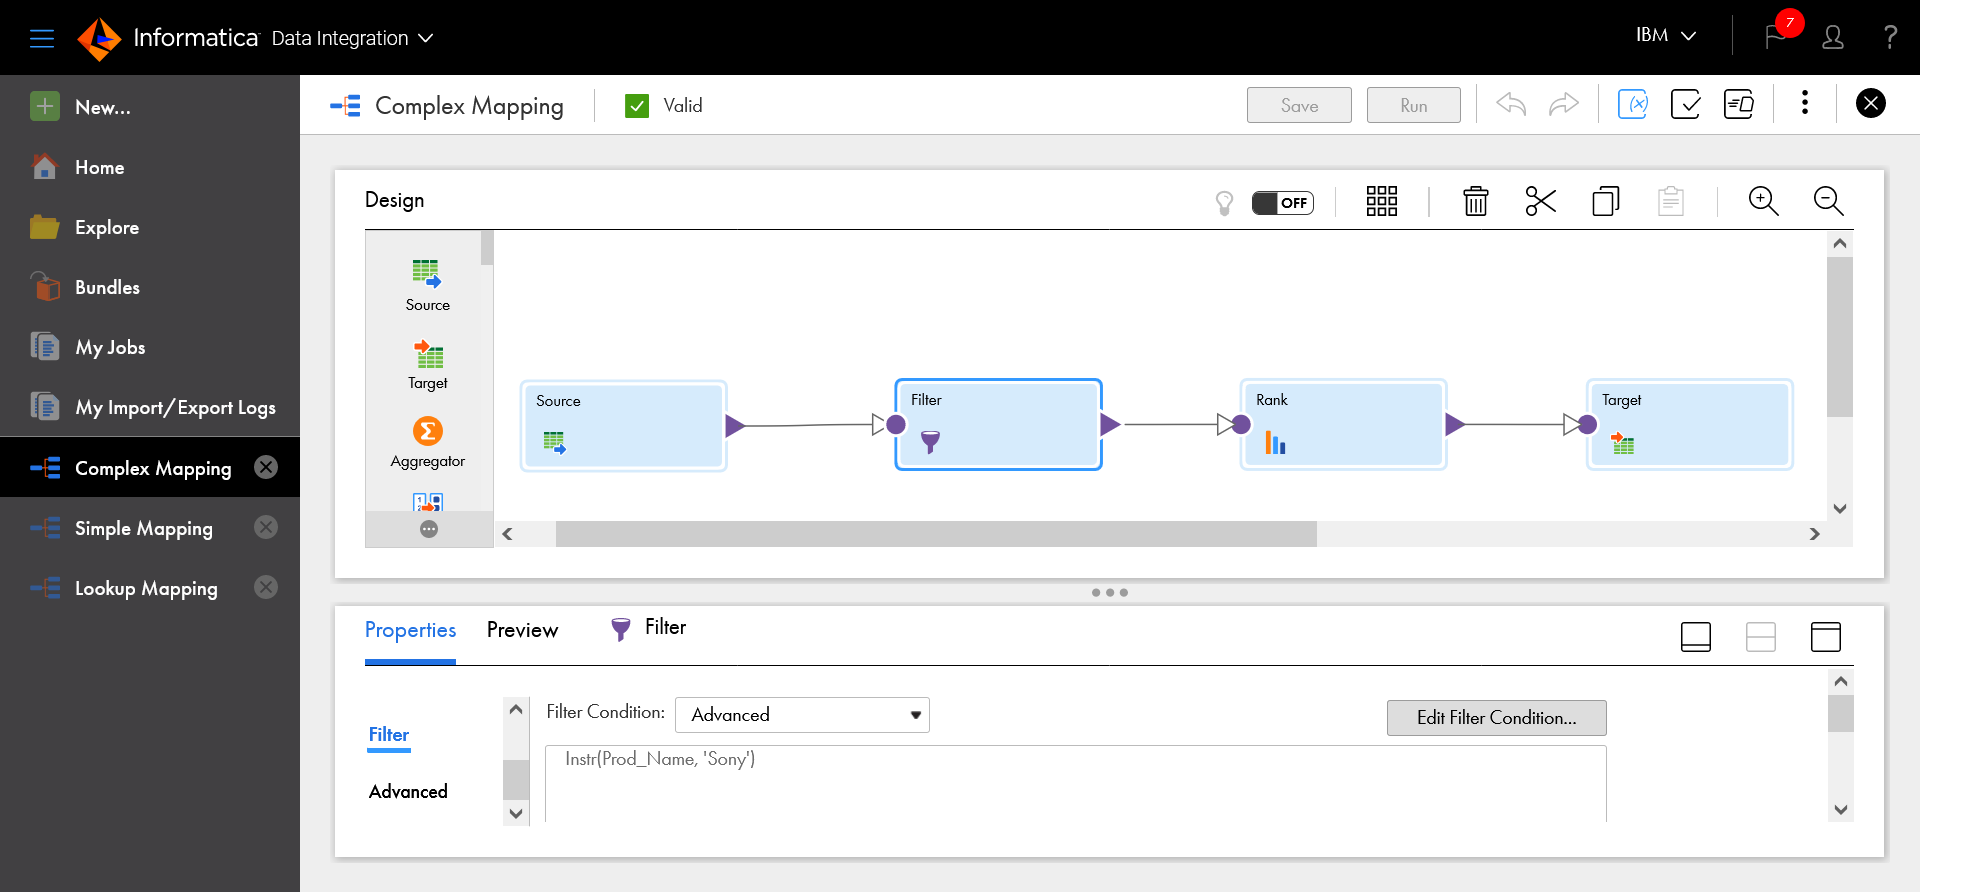 Informatica Data Integration
IBM
7
?
New...
Home
Explore
Bundles
My Jobs
My Import/Export Logs
Complex Mapping
Simple Mapping
Lookup Mapping
Complex Mapping
Valid
Save
Run
(x)
Design
OFF
Source
Target
Σ
Aggregator
Source
Filter
Rank
Target
Properties
Preview
Filter
Filter
Advanced
Filter Condition:
Advanced
Edit Filter Condition...
Instr(Prod_Name, 'Sony')